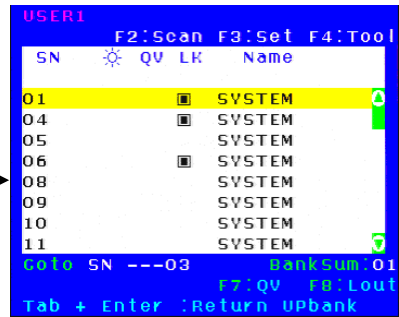 USER1
F2:Scan F3:Set F4:Tool
SN QV LK Name
01 SYSTEM
04 SYSTEM
05 SYSTEM
06 SYSTEM
08 SYSTEM
09 SYSTEM
10 SYSTEM
11 SYSTEM
Goto SN ---03 BankSum:01
F7:QV F8:Lout
Tab + Enter :Return UPbank